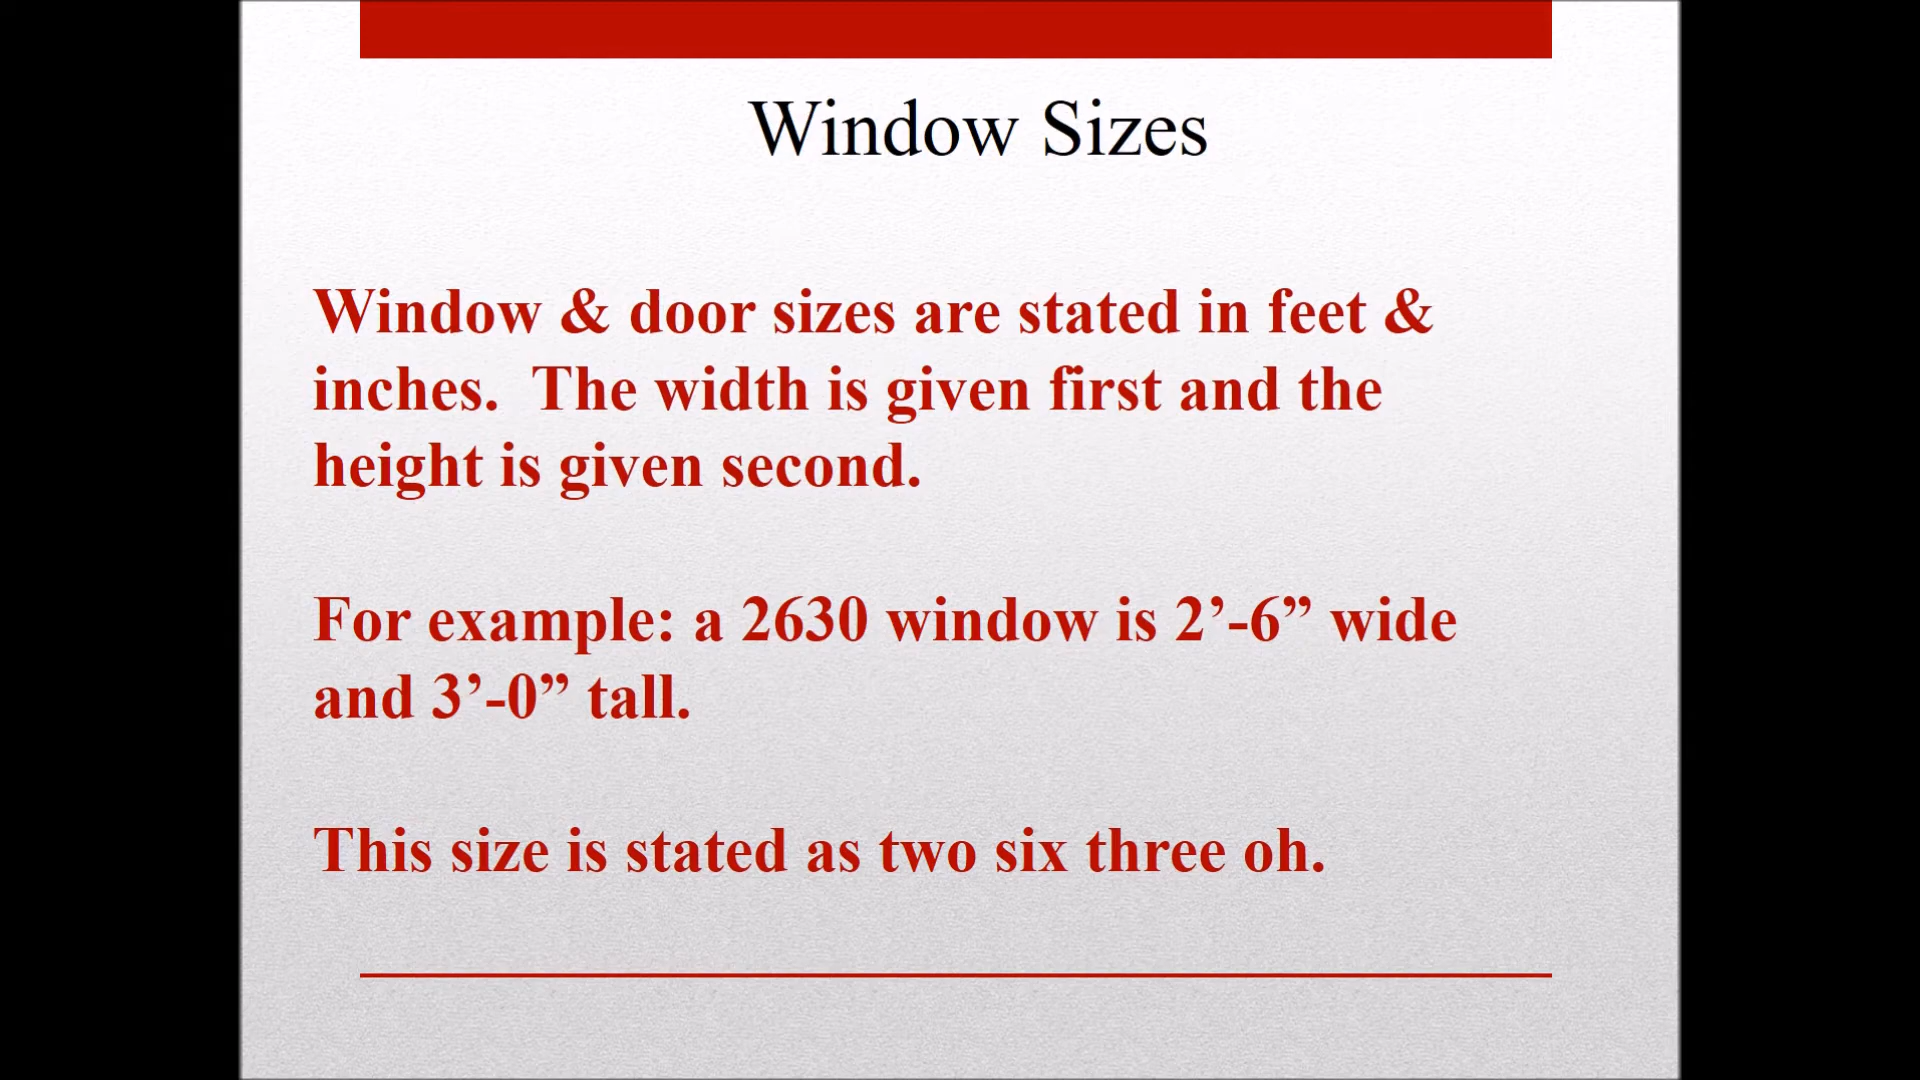 Window Sizes
Window & door sizes are stated in feet &
inches.  The width is given first and the
height is given second.
For example: a 2630 window is 2’-6” wide
and 3’-0” tall.
This size is stated as two six three oh.